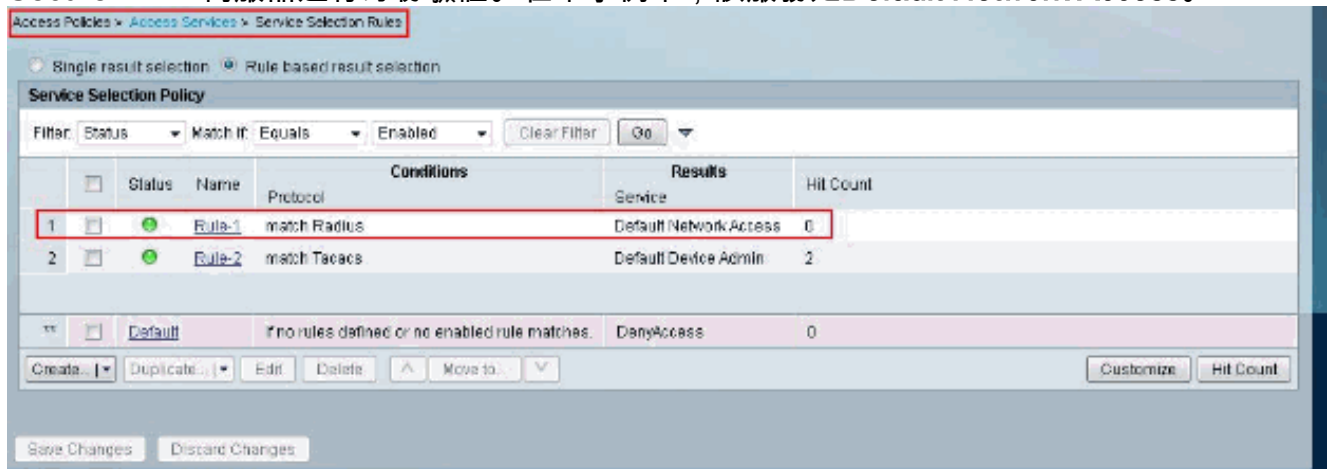 Access Policies > Access Services > Service Selection Rules
Single result selection Rule based result selection
Service Selection Policy
Filter: Status Match if: Equals Enabled Clear Filter Go
Status Name Conditions Results Hit Count
Protocol Service
1 Rule-1 match Radius Default Network Access 0
2 Rule-2 match Tacacs Default Device Admin 2
** Default If no rules defined or no enabled rule matches. DenyAccess 0
Create... Duplicate... Edit Delete Move to... Customize Hit Count
Save Changes Discard Changes